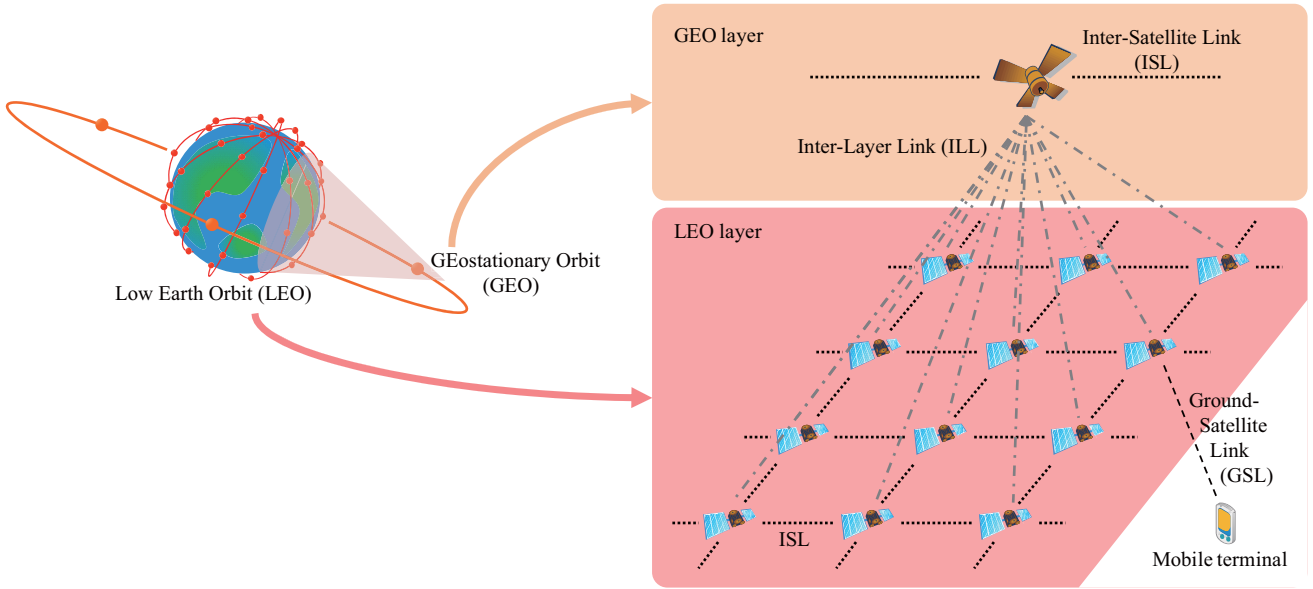 GEO layer
Inter-Satellite Link
(ISL)
Inter-Layer Link (ILL)
LEO layer
GEostationary Orbit
(GEO)
Low Earth Orbit (LEO)
Ground-
Satellite
Link
(GSL)
ISL
Mobile terminal